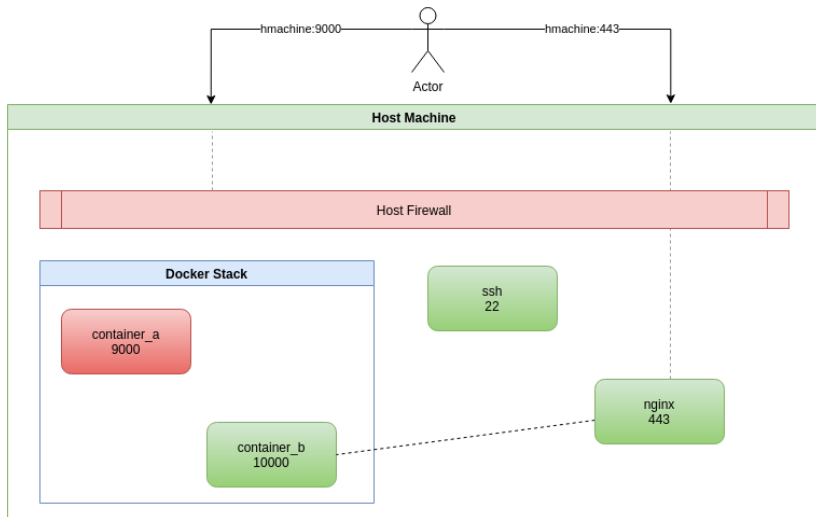 hmachine:9000
hmachine:443
Actor
Host Machine
Host Firewall
Docker Stack
ssh
22
container_a
9000
nginx
443
container_b
10000